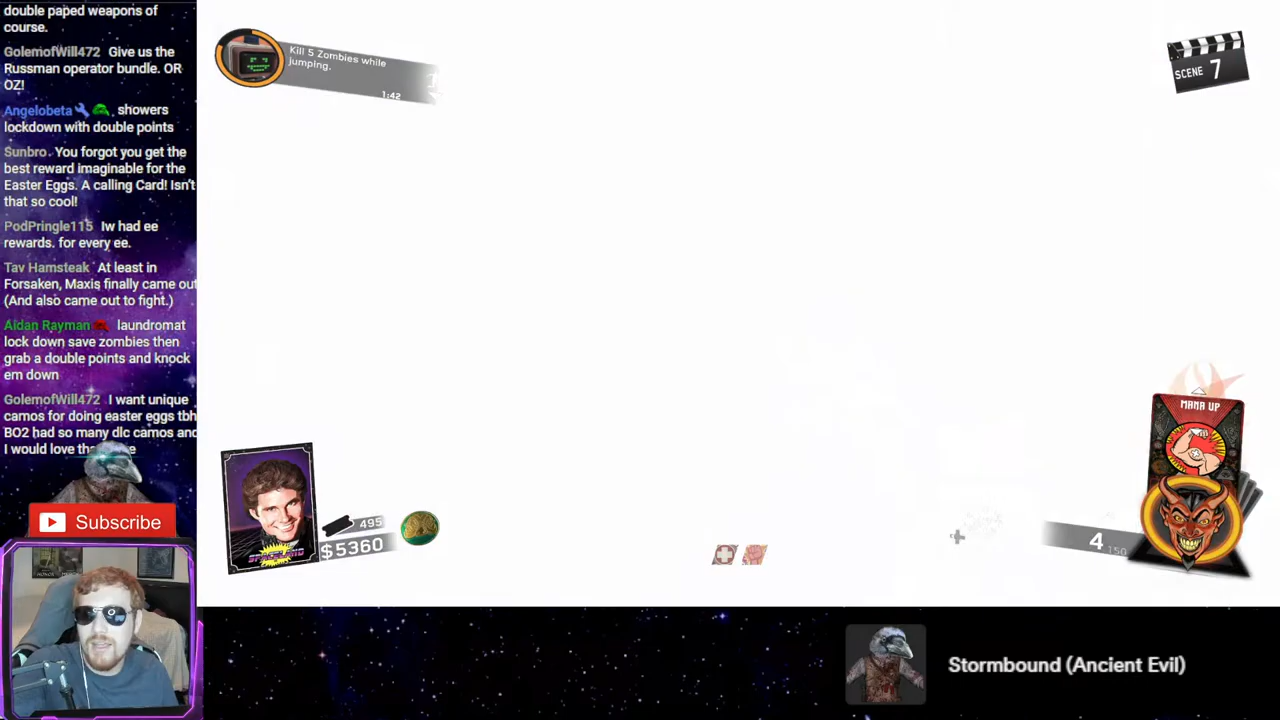 double paped weapons of
course.
GolemofWill472 Give us the
Russman operator bundle. OR
OZ!
Angelobeta showers
lockdown with double points
Sunbro. You forgot you get the
best reward imaginable for the
Easter Eggs. A calling Card! Isn't
that so cool!
PodPringle115 Iw had ee
rewards. for every ee.
Tav Hamsteak At least in
Forsaken, Maxis finally came out
(And also came out to fight.)
Aidan Rayman laundromat
lock down save zombies then
grab a double points and knock
em down
GolemofWill472 I want unique
camos for doing easter eggs tbh
BO2 had so many dlc camos and
I would love
Subscribe
Kill 5 Zombies while
jumping.
1:42
SCENE 7
MANA UP
SPACELAND
495
$5360
4
150
Stormbound (Ancient Evil)